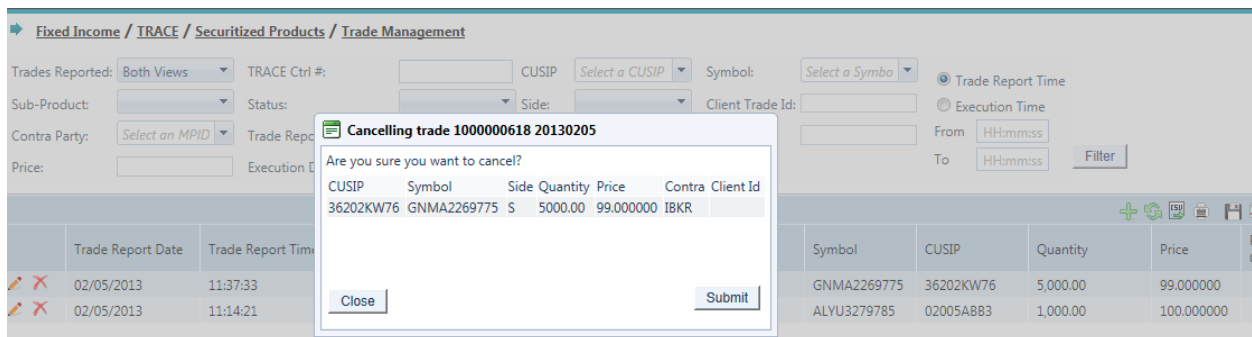 Fixed Income / TRACE / Securitized Products / Trade Management
Trades Reported: Both Views TRACE Ctrl #: CUSIP Select a CUSIP Symbol: Select a Symbo Trade Report Time
Sub-Product: Status: Side: Client Trade Id: Execution Time
Contra Party: Select an MPID Trade Repo From HH:mm:ss
Price: Execution D To HH:mm:ss Filter
Cancelling trade 1000000618 20130205
Are you sure you want to cancel?
CUSIP Symbol Side Quantity Price Contra Client Id
36202KW76 GNMA2269775 S 5000.00 99.000000 IBKR
Close Submit
CSV
Trade Report Date Trade Report Time Symbol CUSIP Quantity Price
02/05/2013 11:37:33 GNMA2269775 36202KW76 5,000.00 99.000000
02/05/2013 11:14:21 ALYU3279785 02005ABB3 1,000.00 100.000000